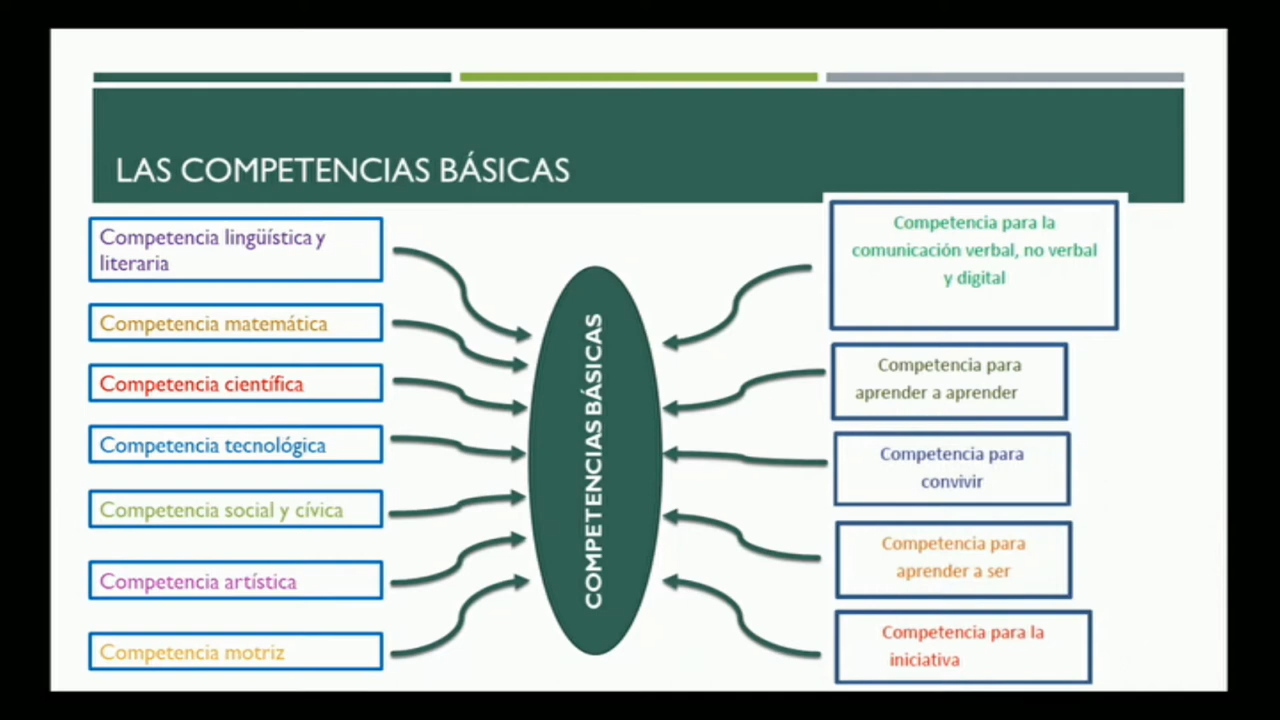 LAS COMPETENCIAS BÁSICAS
Competencia lingüística y
literaria
Competencia matemática
Competencia científica
Competencia tecnológica
Competencia social y cívica
Competencia artística
Competencia motriz
COMPETENCIAS BÁSICAS
Competencia para la
comunicación verbal, no verbal
y digital
Competencia para
aprender a aprender
Competencia para
convivir
Competencia para
aprender a ser
Competencia para la
iniciativa